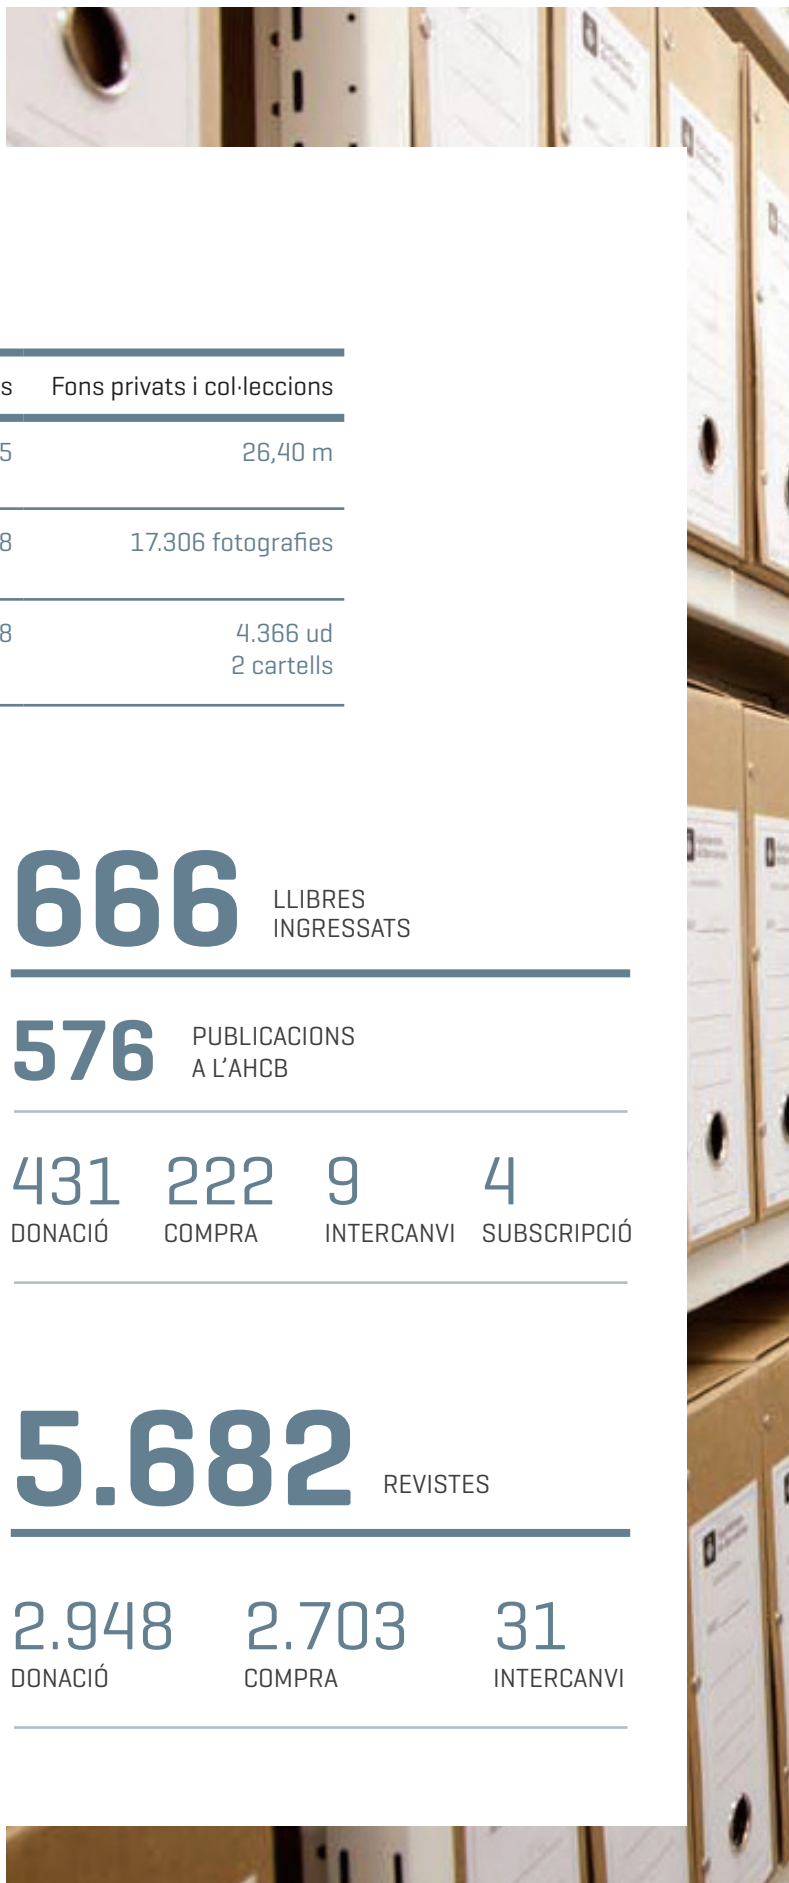 s Fons privats i col·leccions
5 26,40 m
8 17.306 fotografies
8 4.366 ud
2 cartells
666 LLIBRES
INGRESSATS
576 PUBLICACIONS
A L’AHCB
431 222 9 4
DONACIÓ COMPRA INTERCANVI SUBSCRIPCIÓ
5.682 REVISTES
2.948 2.703 31
DONACIÓ COMPRA INTERCANVI